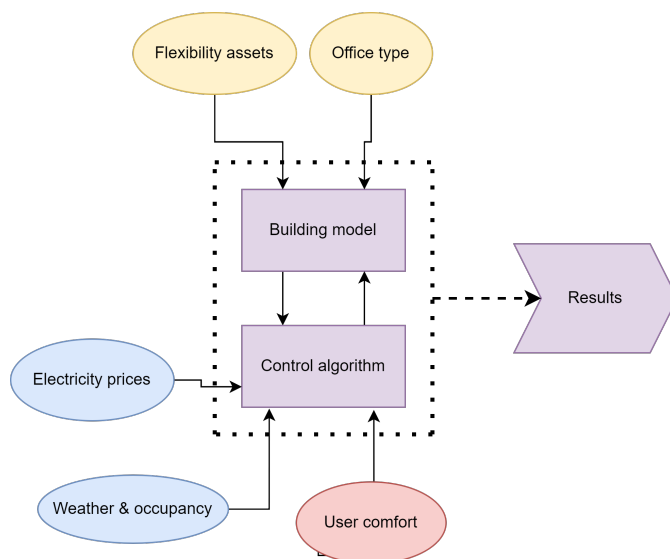 Flexibility assets
Office type
Building model
Results
Control algorithm
Electricity prices
Weather & occupancy
User comfort